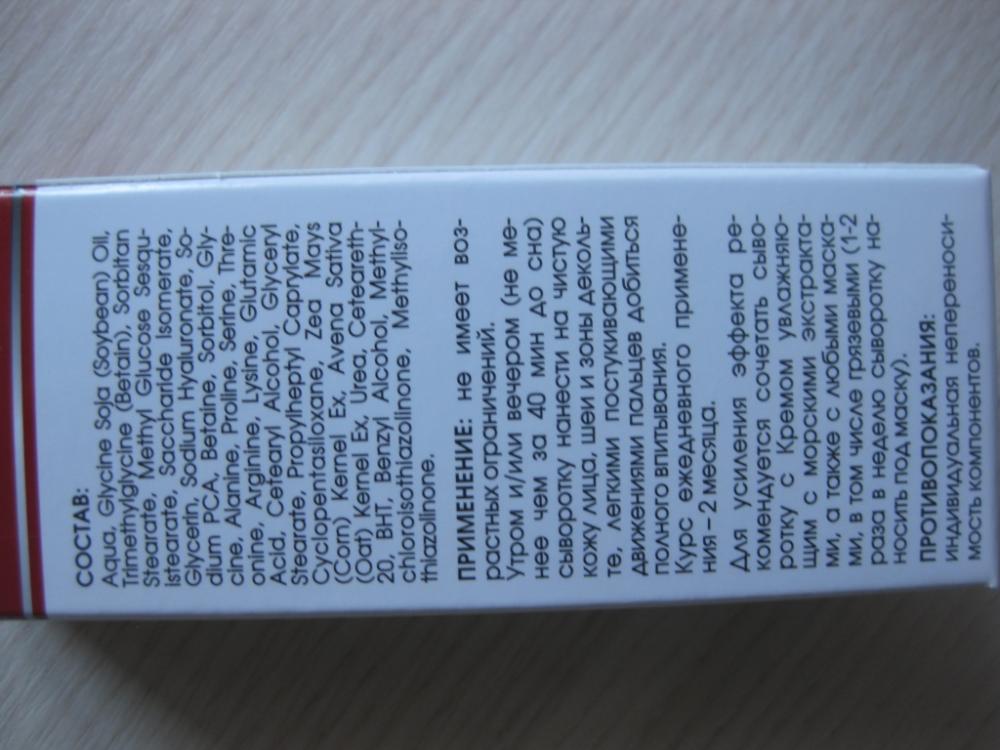 СОСТАВ:
Aqua, Glycine Soja (Soybean) Oil,
Trimethylglycine (Betain), Sorbitan
Stearate, Methyl Glucose Sesqu-
istearate, Saccharide Isomerate,
Glycerin, Sodium Hyaluronate, So-
dium PCA, Betaine, Sorbitol, Gly-
cine, Alanine, Proline, Serine, Thre-
onine, Arginine, Lysine, Glutamic
Acid, Cetearyl Alcohol, Glyceryl
Stearate, Propylheptyl Caprylate,
Cyclopentasiloxane, Zea Mays
(Corn) Kernel Ex, Avena Sativa
(Oat) Kernel Ex, Urea, Ceteareth-
20, BHT, Benzyl Alcohol, Methyl-
chloroisothiazolinone, Methyliso-
thiazolinone.
ПРИМЕНЕНИЕ: не имеет воз-
растных ограничений.
Утром и/или вечером (не ме-
нее чем за 40 мин до сна)
сыворотку нанести на чистую
кожу лица, шеи и зоны деколь-
те, легкими постукивающими
движениями пальцев добиться
полного впитывания.
Курс ежедневного примене-
ния – 2 месяца.
Для усиления эффекта ре-
комендуется сочетать сыво-
ротку с Кремом увлажняю-
щим с морскими экстракта-
ми, а также с любыми маска-
ми, в том числе грязевыми (1-2
раза в неделю сыворотку на-
носить под маску).
ПРОТИВОПОКАЗАНИЯ:
индивидуальная непереноси-
мость компонентов.